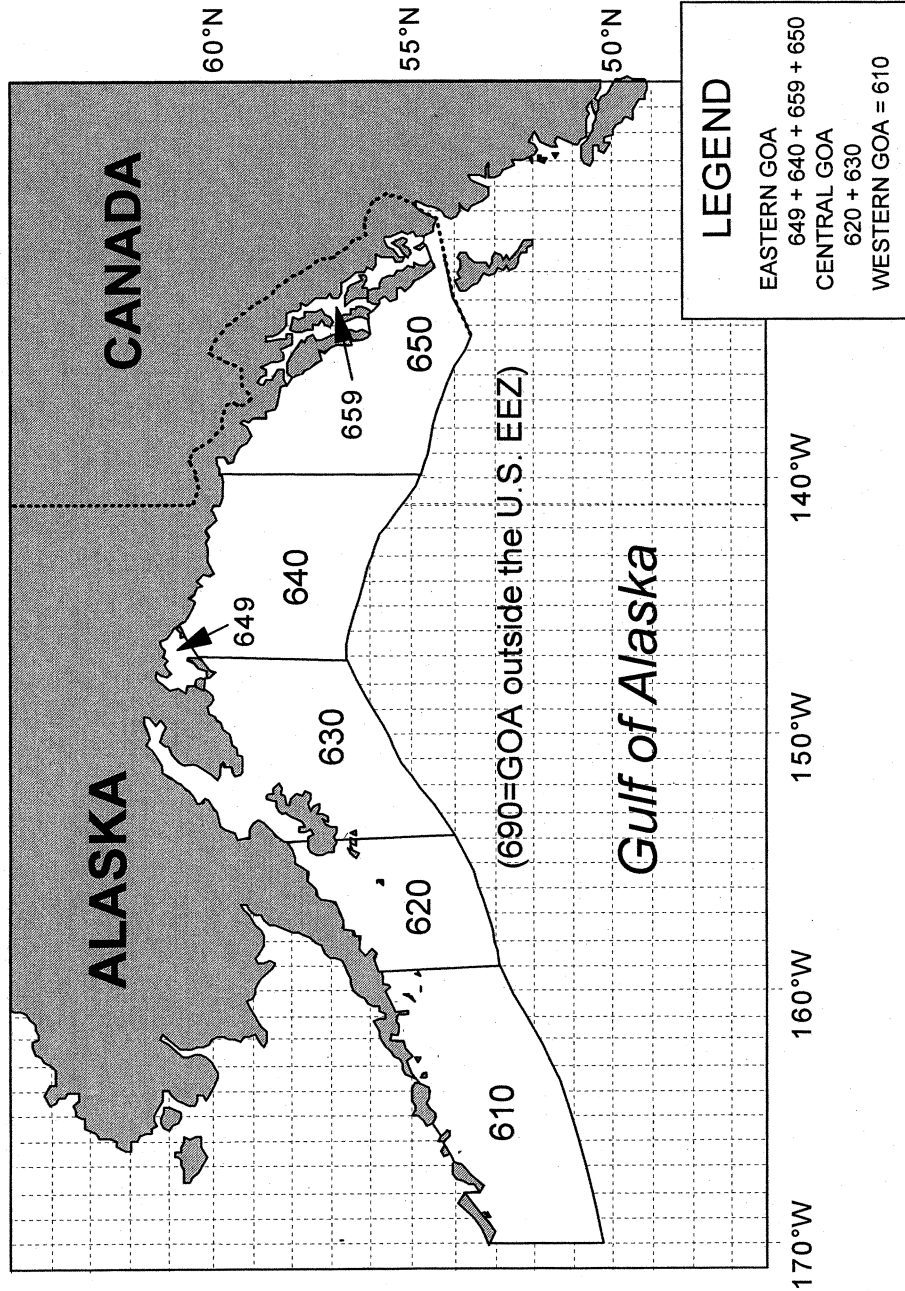 CANADA
ALASKA
60°N
55°N
50°N
649
659
640
650
630
620
610
(690=GOA outside the U.S. EEZ)
Gulf of Alaska
170°W
160°W
150°W
140°W
LEGEND
EASTERN GOA
649 + 640 + 659 + 650
CENTRAL GOA
620 + 630
WESTERN GOA = 610